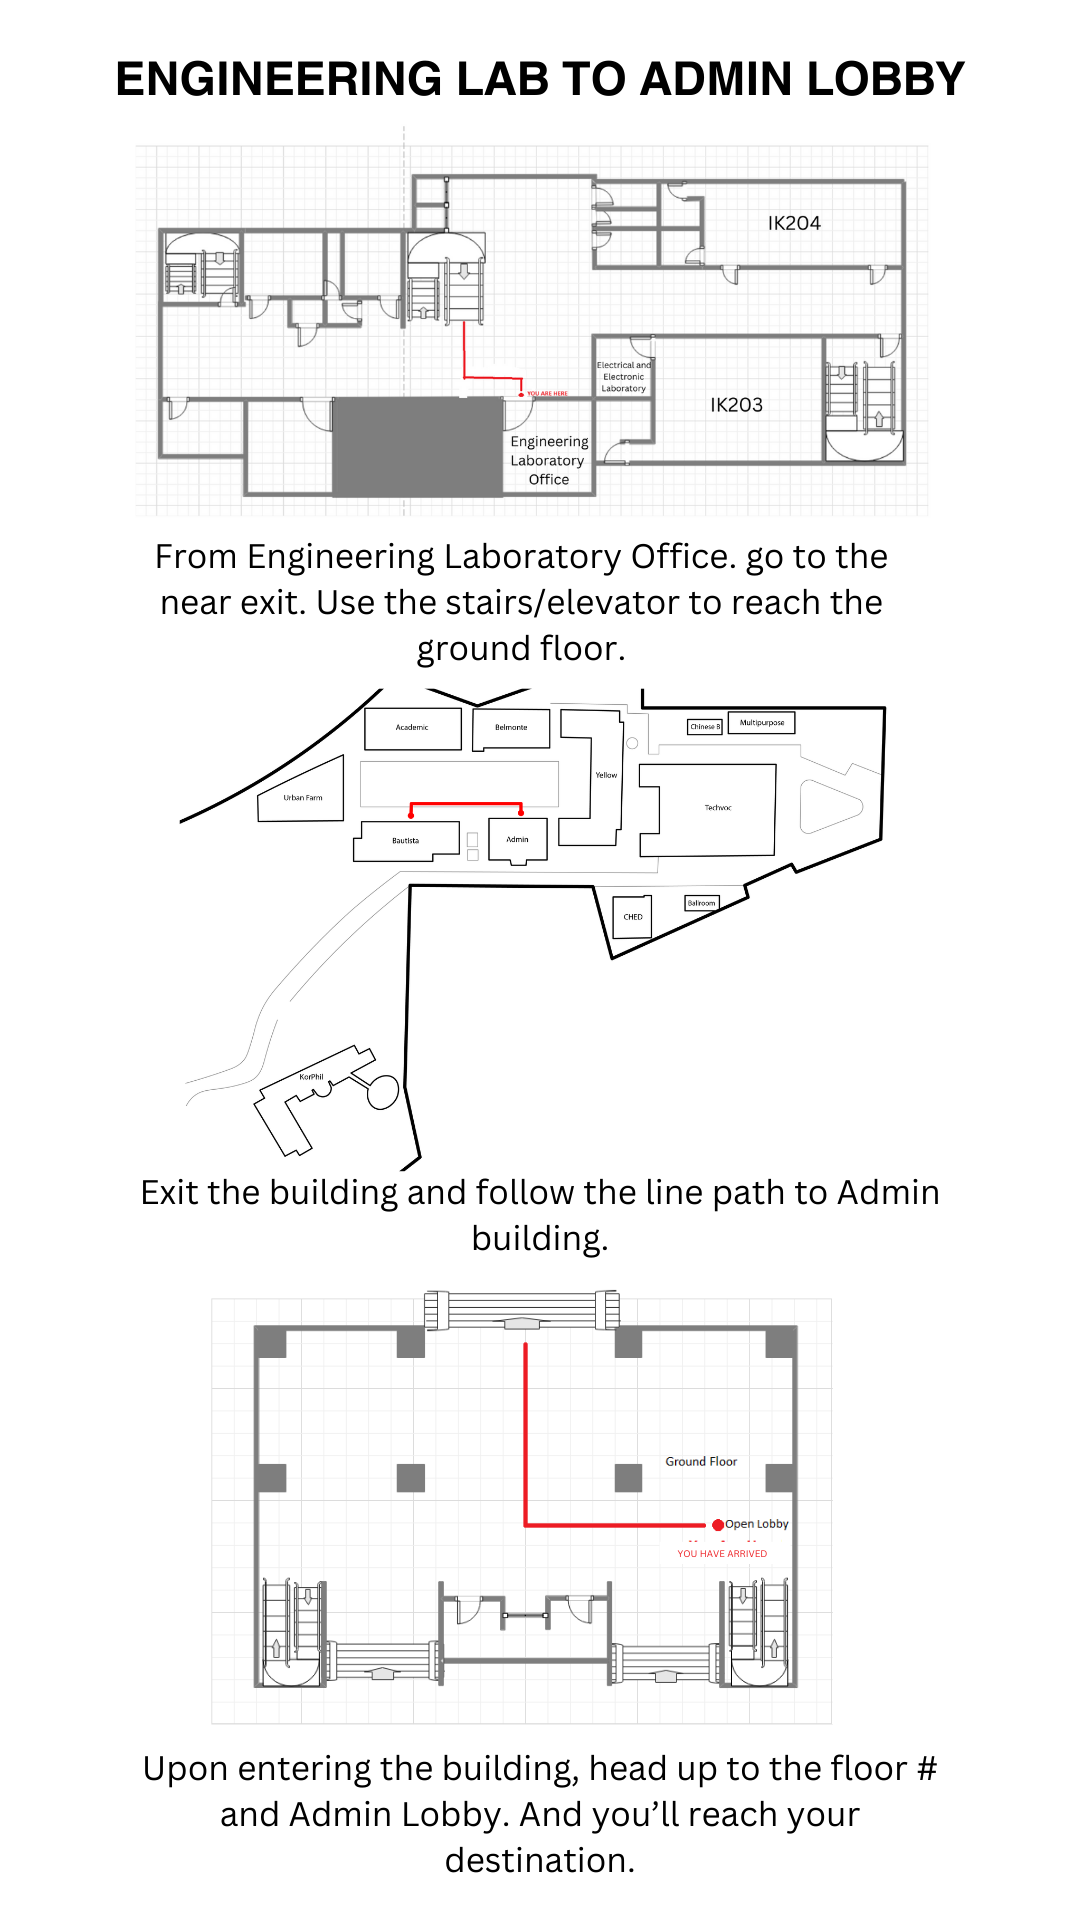 ENGINEERING LAB TO ADMIN LOBBY
IK204
Electrical and
Electronic
Laboratory
YOU ARE HERE
IK203
Engineering
Laboratory
Office
From Engineering Laboratory Office. go to the
near exit. Use the stairs/elevator to reach the
ground floor.
Academic
Belmonte
Chinese B
Multipurpose
Yellow
Urban Farm
Techvoc
Bautista
Admin
CHED
Ballroom
KorPhil
Exit the building and follow the line path to Admin
building.
Ground Floor
Open Lobby
YOU HAVE ARRIVED
Upon entering the building, head up to the floor #
and Admin Lobby. And you’ll reach your
destination.